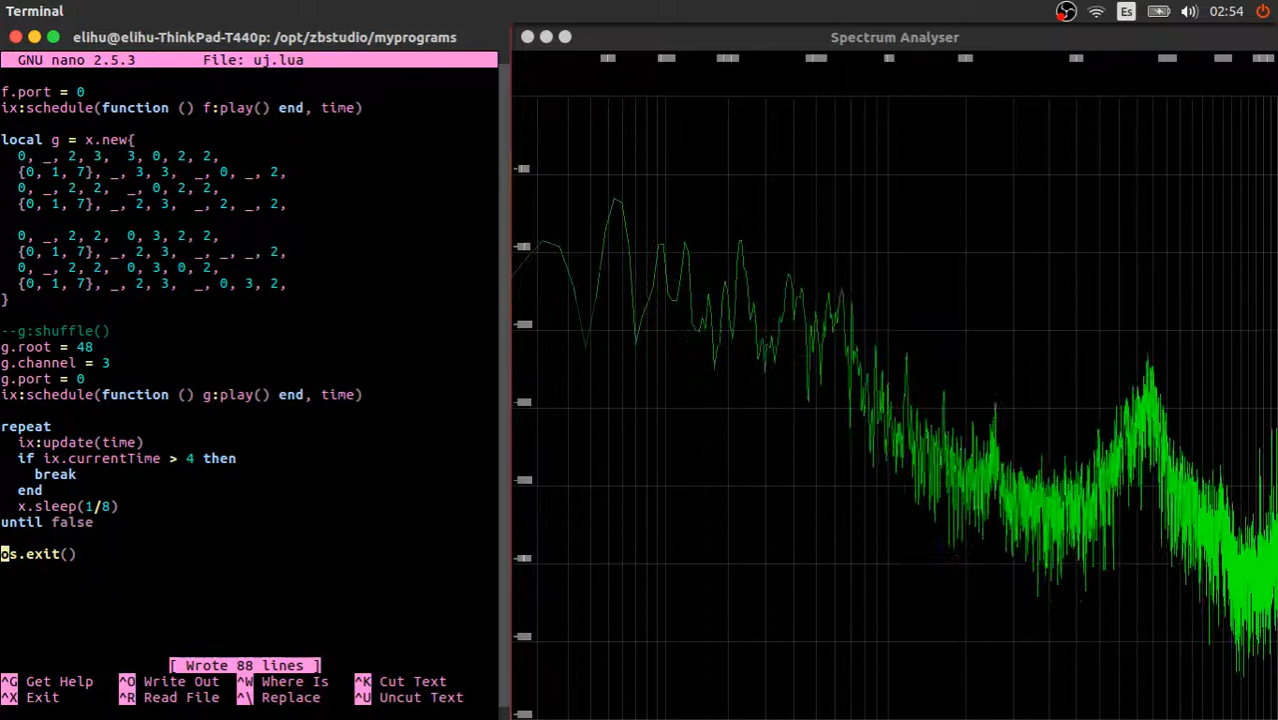 Terminal
Es
02:54
elihu@elihu-ThinkPad-T440p: /opt/zbstudio/myprograms
Spectrum Analyser
GNU nano 2.5.3 File: uj.lua
f.port = 0
ix:schedule(function () f:play() end, time)
local g = x.new{
0, _, 2, 3, 3, 0, 2, 2,
{0, 1, 7}, _, 3, 3, _, 0, _, 2,
0, _, 2, 2, _, 0, 2, 2,
{0, 1, 7}, _, 2, 3, _, 2, _, 2,
0, _, 2, 2, 0, 3, 2, 2,
{0, 1, 7}, _, 2, 3, _, _, _, 2,
0, _, 2, 2, 0, 3, 0, 2,
{0, 1, 7}, _, 2, 3, _, 0, 3, 2,
}
--g:shuffle()
g.root = 48
g.channel = 3
g.port = 0
ix:schedule(function () g:play() end, time)
repeat
ix:update(time)
if ix.currentTime > 4 then
break
end
x.sleep(1/8)
until false
os.exit()
[ Wrote 88 lines ]
^G Get Help ^O Write Out ^W Where Is ^K Cut Text
^X Exit ^R Read File ^\ Replace ^U Uncut Text